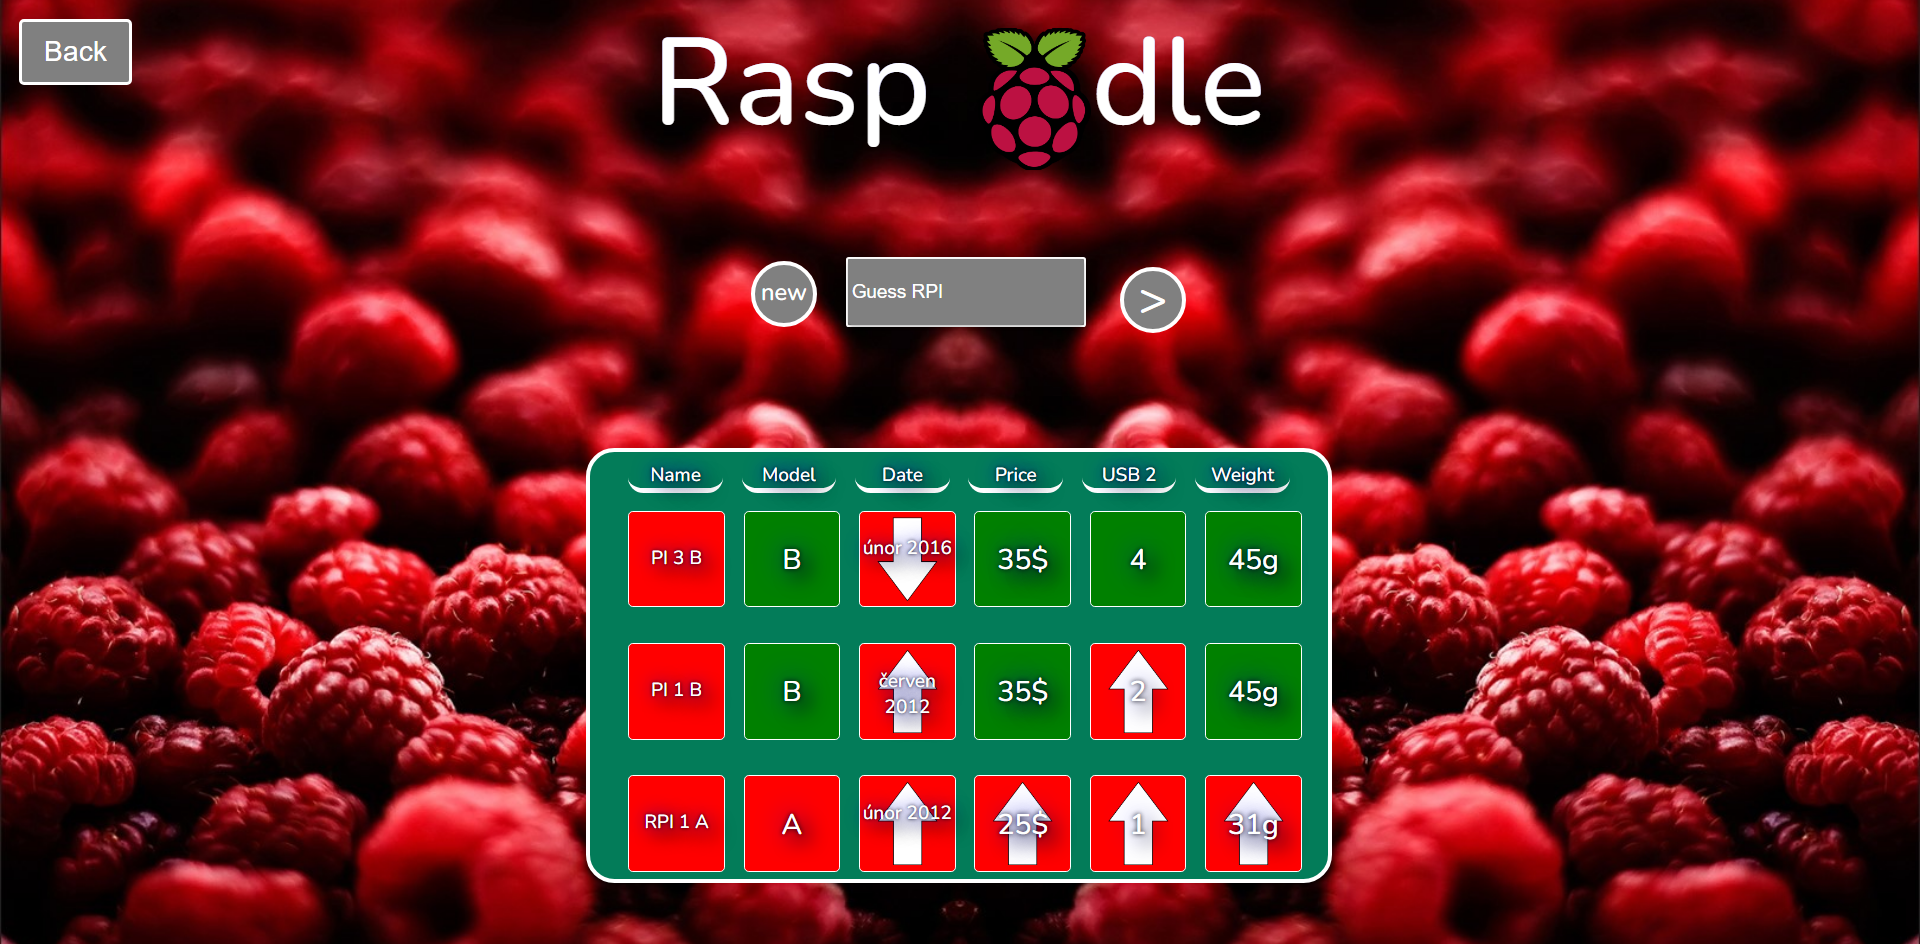 Back
Rasp dle
new
Guess RPI
>
Name Model Date Price USB 2 Weight
PI 3 B B únor 2016 35$ 4 45g
PI 1 B B červen 2012 35$ 2 45g
RPI 1 A A únor 2012 25$ 1 31g